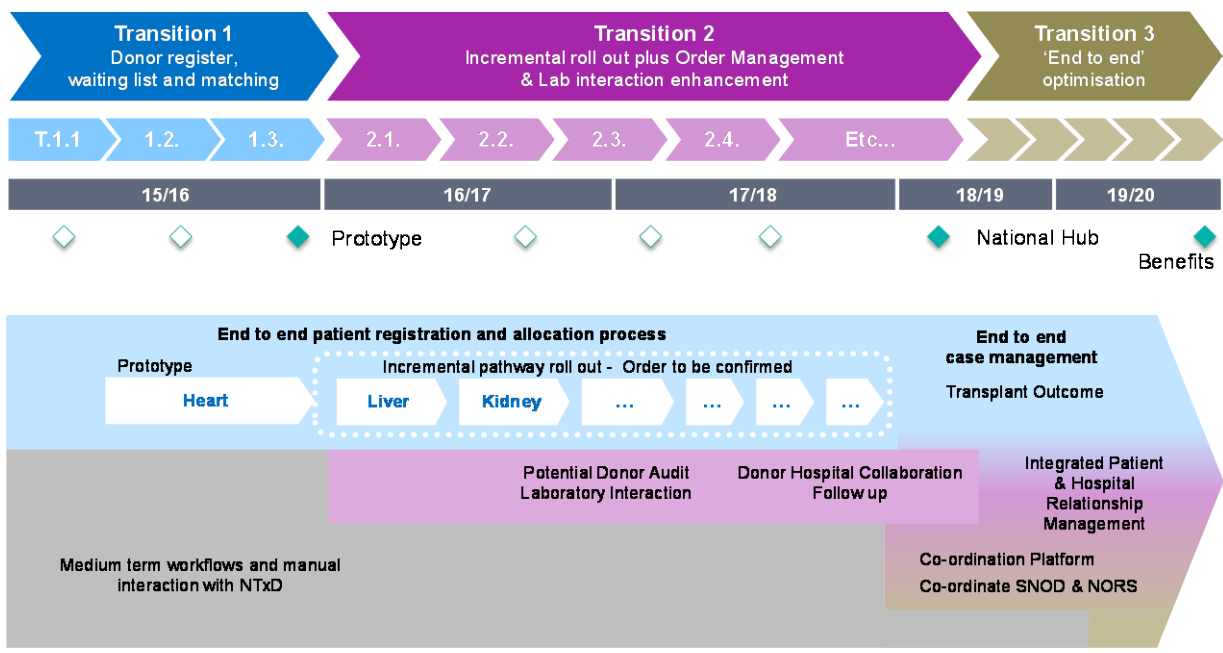 Transition 1
Donor register,
waiting list and matching
Transition 2
Incremental roll out plus Order Management
& Lab interaction enhancement
Transition 3
‘End to end’
optimisation
T.1.1
1.2.
1.3.
2.1.
2.2.
2.3.
2.4.
Etc...
15/16
16/17
17/18
18/19
19/20
Prototype
National Hub
Benefits
End to end patient registration and allocation process
Prototype
Heart
Incremental pathway roll out - Order to be confirmed
Liver
Kidney
...
...
...
...
End to end
case management
Transplant Outcome
Potential Donor Audit
Laboratory Interaction
Donor Hospital Collaboration
Follow up
Integrated Patient
& Hospital
Relationship
Management
Medium term workflows and manual
interaction with NTxD
Co-ordination Platform
Co-ordinate SNOD & NORS